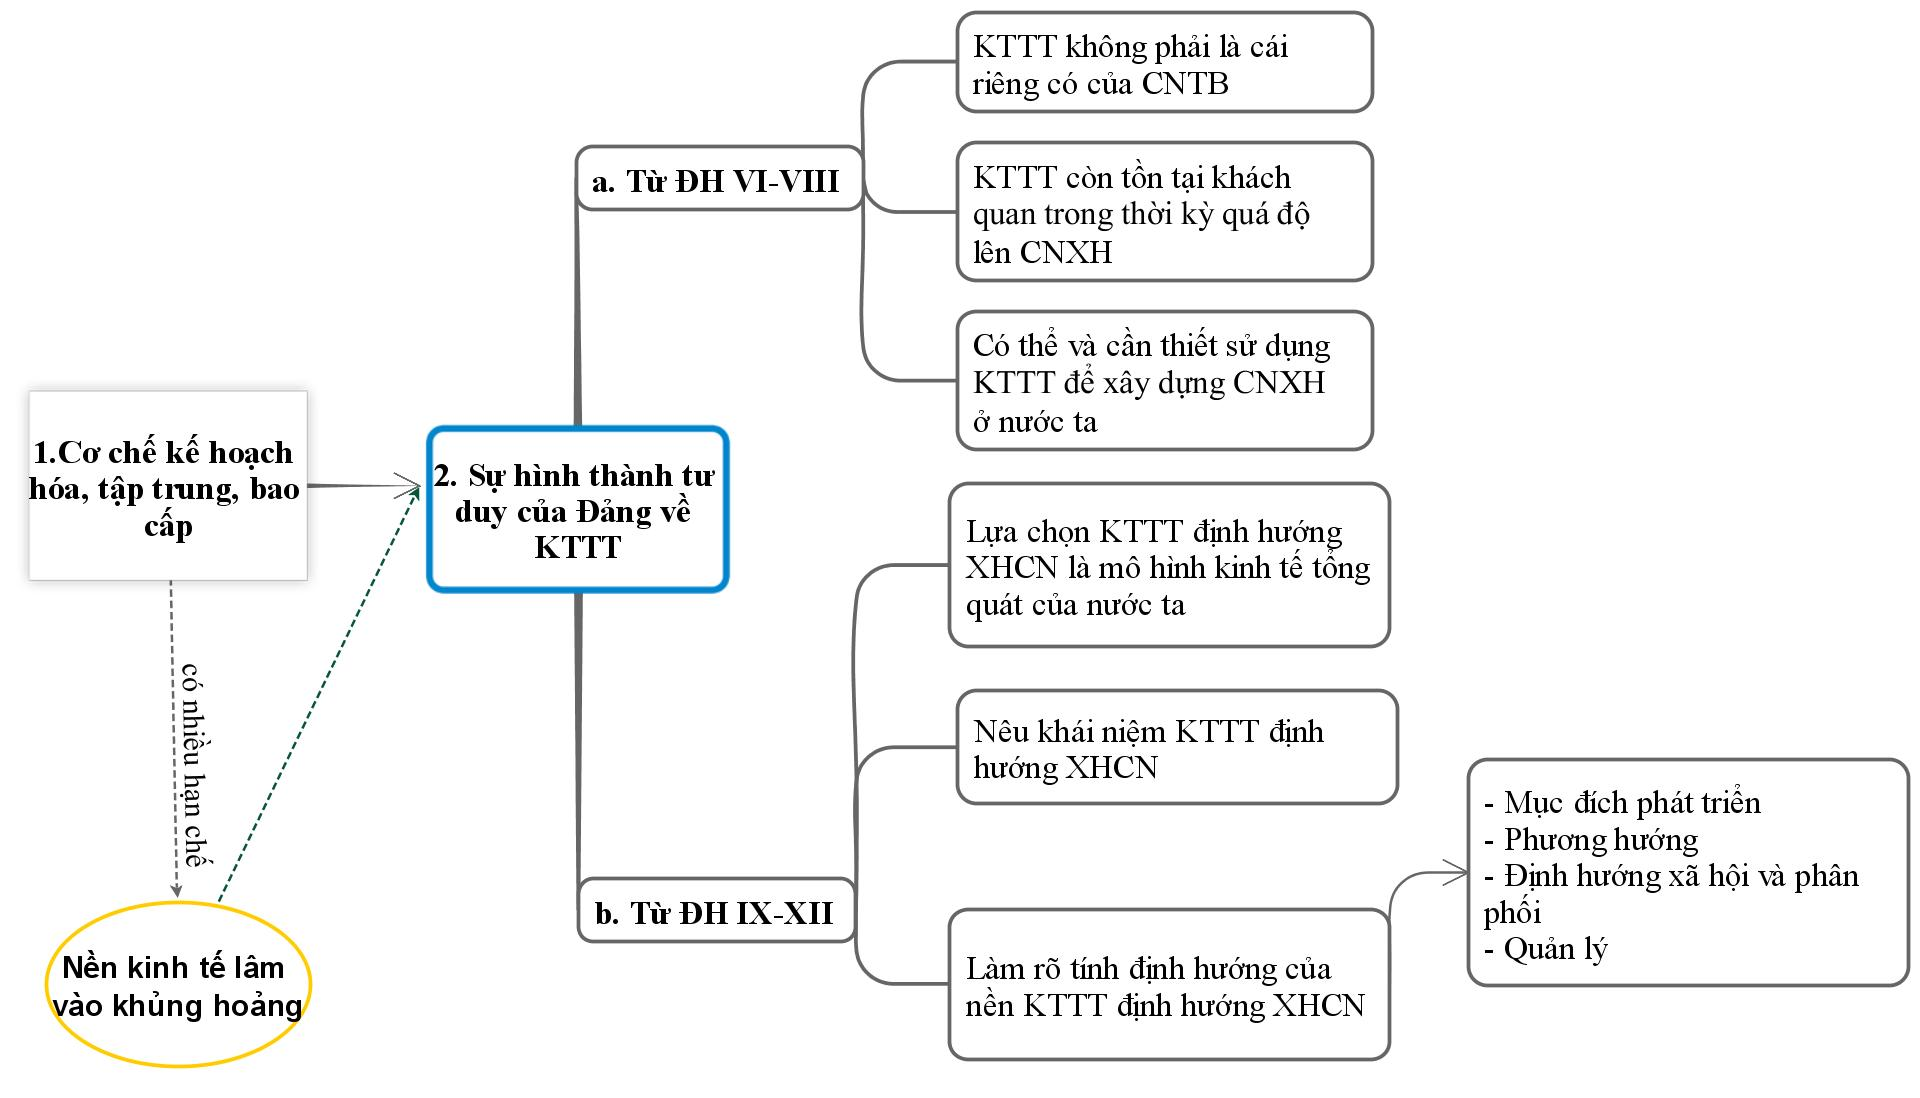 1.Cơ chế kế hoạch
hóa, tập trung, bao
cấp
có nhiều hạn chế
Nền kinh tế lâm
vào khủng hoảng
2. Sự hình thành tư
duy của Đảng về
KTTT
a. Từ ĐH VI-VIII
KTTT không phải là cái
riêng có của CNTB
KTTT còn tồn tại khách
quan trong thời kỳ quá độ
lên CNXH
Có thể và cần thiết sử dụng
KTTT để xây dựng CNXH
ở nước ta
b. Từ ĐH IX-XII
Lựa chọn KTTT định hướng
XHCN là mô hình kinh tế tổng
quát của nước ta
Nêu khái niệm KTTT định
hướng XHCN
Làm rõ tính định hướng của
nền KTTT định hướng XHCN
- Mục đích phát triển
- Phương hướng
- Định hướng xã hội và phân
phối
- Quản lý